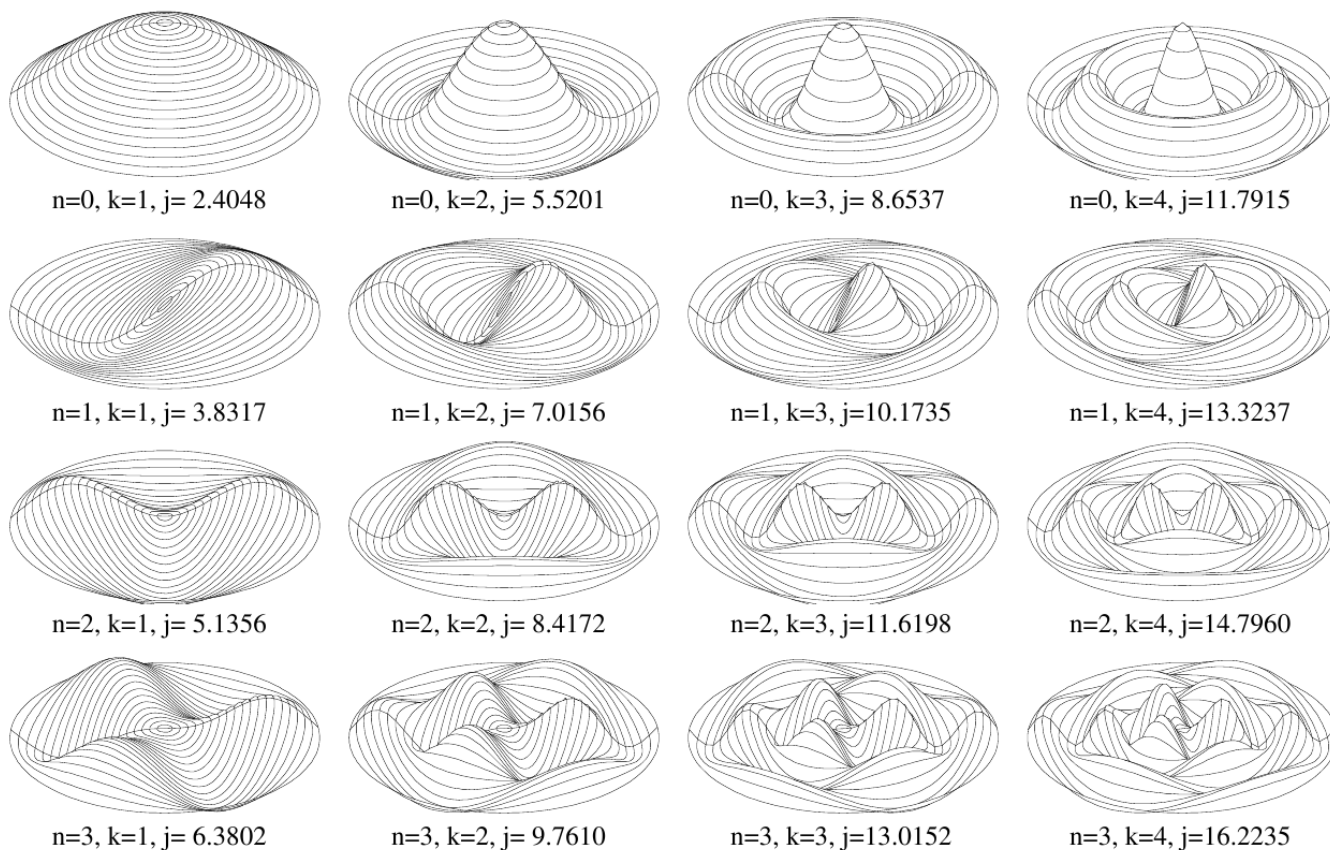 n=0, k=1, j= 2.4048
n=0, k=2, j= 5.5201
n=0, k=3, j= 8.6537
n=0, k=4, j=11.7915
n=1, k=1, j= 3.8317
n=1, k=2, j= 7.0156
n=1, k=3, j=10.1735
n=1, k=4, j=13.3237
n=2, k=1, j= 5.1356
n=2, k=2, j= 8.4172
n=2, k=3, j=11.6198
n=2, k=4, j=14.7960
n=3, k=1, j= 6.3802
n=3, k=2, j= 9.7610
n=3, k=3, j=13.0152
n=3, k=4, j=16.2235